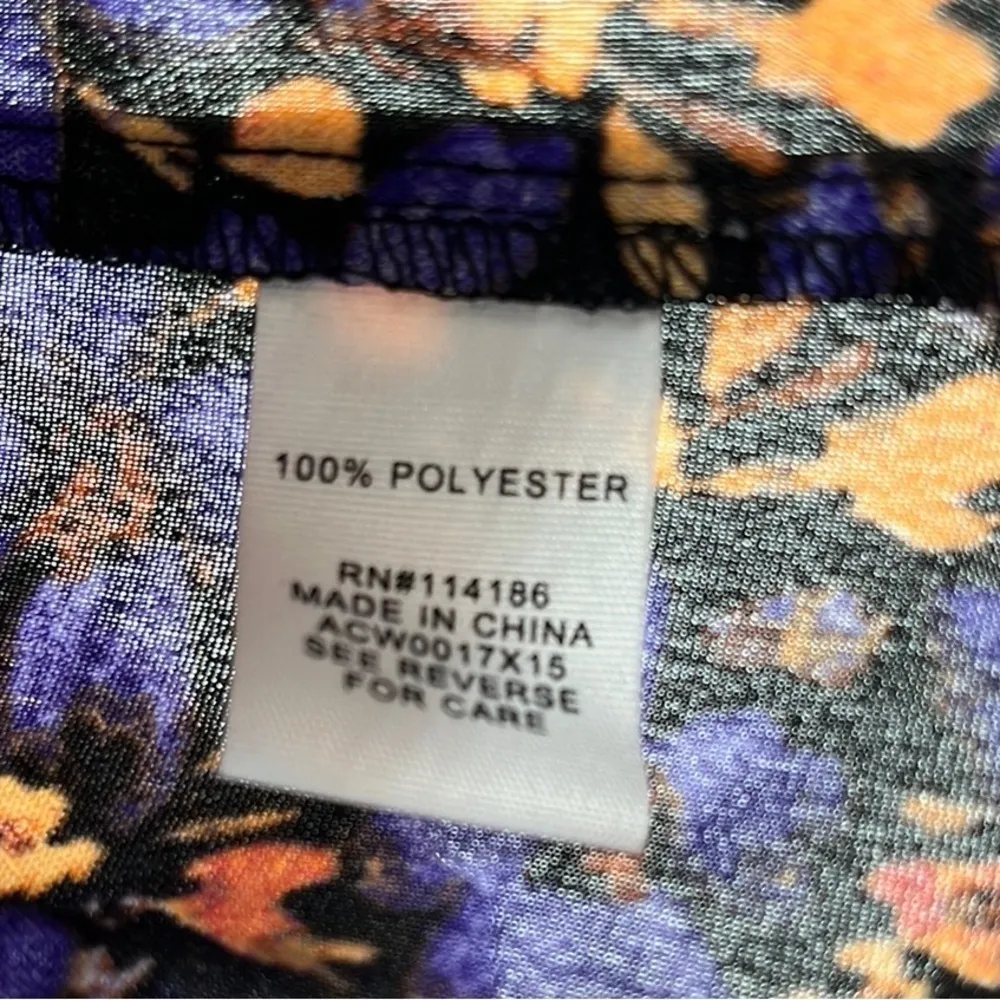 100% POLYESTER
RN#114186
MADE IN CHINA
ACW0017X15
SEE REVERSE
FOR CARE